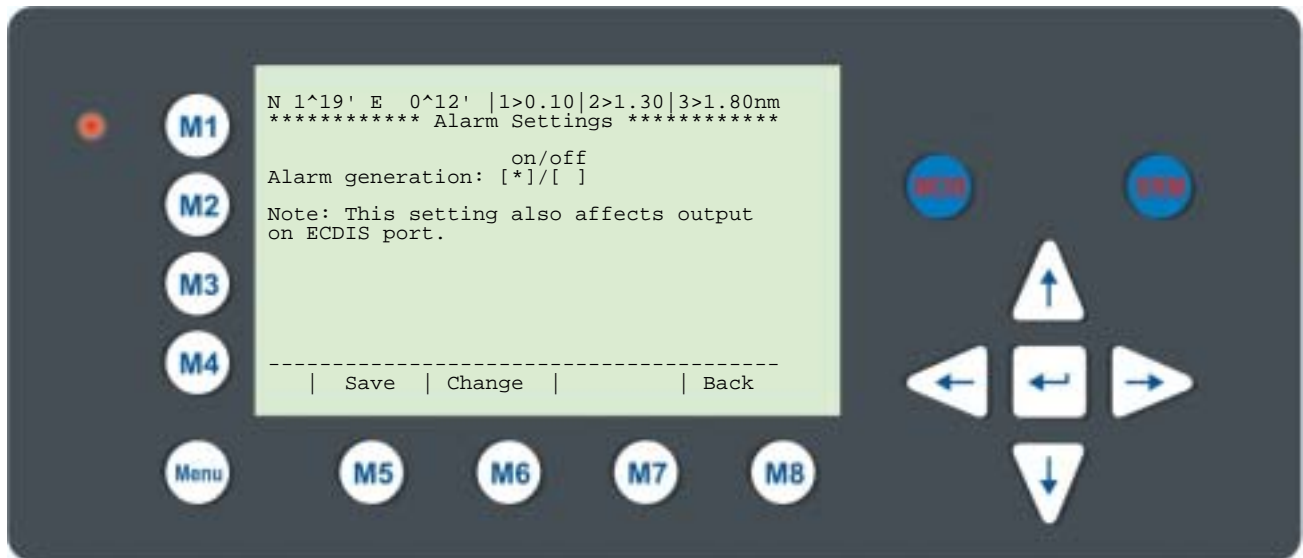 N 1^19' E  0^12' |1>0.10|2>1.30|3>1.80nm
************ Alarm Settings ************
on/off
Alarm generation: [*]/[ ]
Note: This setting also affects output
on ECDIS port.
----------------------------------------
|  Save  | Change  |         | Back
M1
M2
M3
M4
Menu
M5
M6
M7
M8